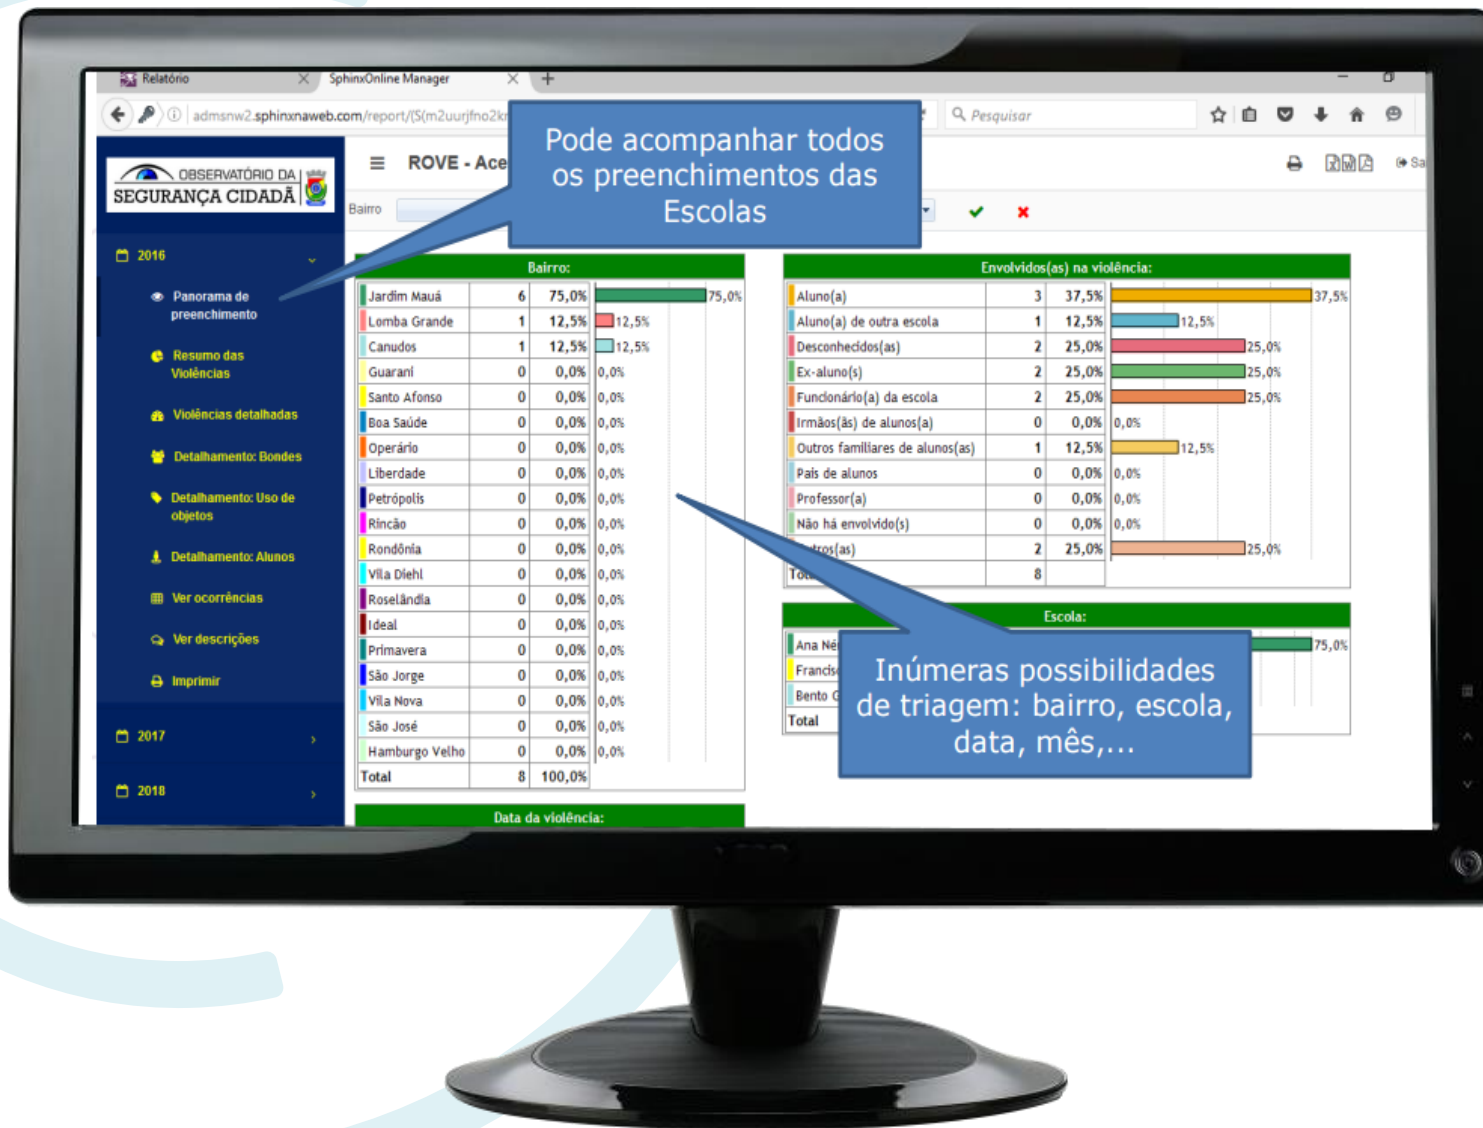 Relatório
SphinxOnline Manager
admsnw2.sphinxnaweb.com/report/(S(m2uurjfno2k
Pesquisar
OBSERVATÓRIO DA
SEGURANÇA CIDADÃ
ROVE - Ace
Bairro
Pode acompanhar todos
os preenchimentos das
Escolas
2016
Panorama de
preenchimento
Resumo das
Violências
Violências detalhadas
Detalhamento: Bondes
Detalhamento: Uso de
objetos
Detalhamento: Alunos
Ver ocorrências
Ver descrições
Imprimir
2017
2018
Bairro:
Jardim Mauá 6 75,0% 75,0%
Lomba Grande 1 12,5% 12,5%
Canudos 1 12,5% 12,5%
Guarani 0 0,0% 0,0%
Santo Afonso 0 0,0% 0,0%
Boa Saúde 0 0,0% 0,0%
Operário 0 0,0% 0,0%
Liberdade 0 0,0% 0,0%
Petrópolis 0 0,0% 0,0%
Rincão 0 0,0% 0,0%
Rondônia 0 0,0% 0,0%
Vila Diehl 0 0,0% 0,0%
Roselândia 0 0,0% 0,0%
Ideal 0 0,0% 0,0%
Primavera 0 0,0% 0,0%
São Jorge 0 0,0% 0,0%
Vila Nova 0 0,0% 0,0%
São José 0 0,0% 0,0%
Hamburgo Velho 0 0,0% 0,0%
Total 8 100,0%
Data da violência:
Envolvidos(as) na violência:
Aluno(a) 3 37,5% 37,5%
Aluno(a) de outra escola 1 12,5% 12,5%
Desconhecidos(as) 2 25,0% 25,0%
Ex-aluno(s) 2 25,0% 25,0%
Funcionário(a) da escola 2 25,0% 25,0%
Irmãos(ãs) de alunos(a) 0 0,0% 0,0%
Outros familiares de alunos(as) 1 12,5% 12,5%
Pais de alunos 0 0,0% 0,0%
Professor(a) 0 0,0% 0,0%
Não há envolvido(s) 0 0,0% 0,0%
utros(as) 2 25,0% 25,0%
8
Escola:
Ana Né 75,0%
Francis
Bento G
Total
Inúmeras possibilidades
de triagem: bairro, escola,
data, mês,...